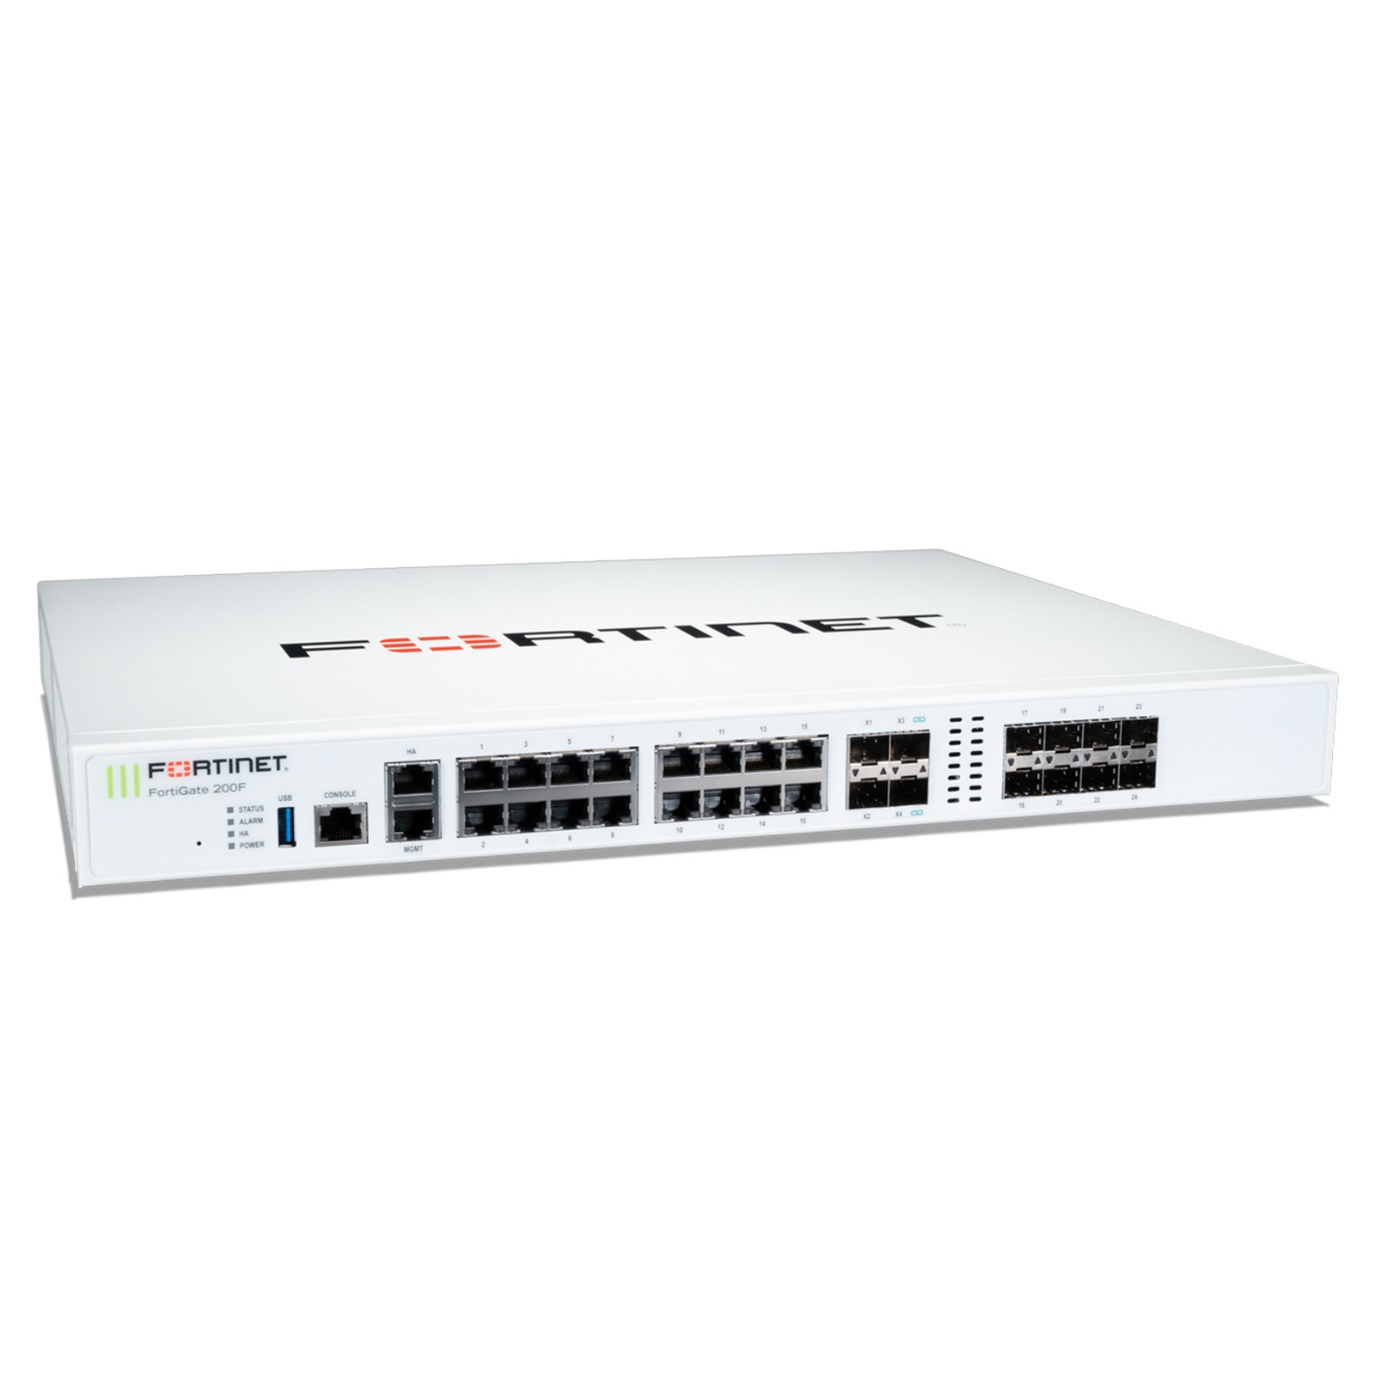 FORTINET
FORTINET
FortiGate 200F
STATUS
ALARM
HA
POWER
USB
CONSOLE
HA
MGMT
1 3 5 7
2 4 6 8
9 11 13 15
10 12 14 16
X1 X3
X2 X4
17 19 21 23
18 20 22 24